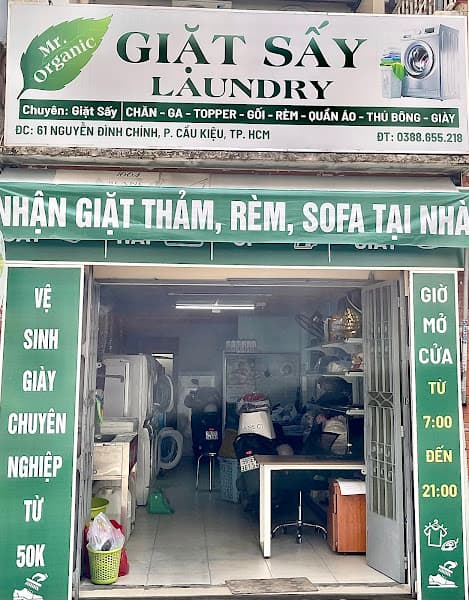 Mr.
Organic
GIẶT SẤY
LAUNDRY
Chuyên: Giặt Sấy | CHĂN - GA - TOPPER - GỐI - RÈM - QUẦN ÁO - THÚ BÔNG - GIÀY
ĐC: 61 NGUYỄN ĐÌNH CHÍNH, P. CẦU KIỆU, TP. HCM
ĐT: 0388.655.218
NHẬN GIẶT THẢM, RÈM, SOFA TẠI NHÀ
VỆ
SINH
GIÀY
CHUYÊN
NGHIỆP
TỪ
50K
GIỜ
MỞ
CỬA
TỪ
7:00
ĐẾN
21:00